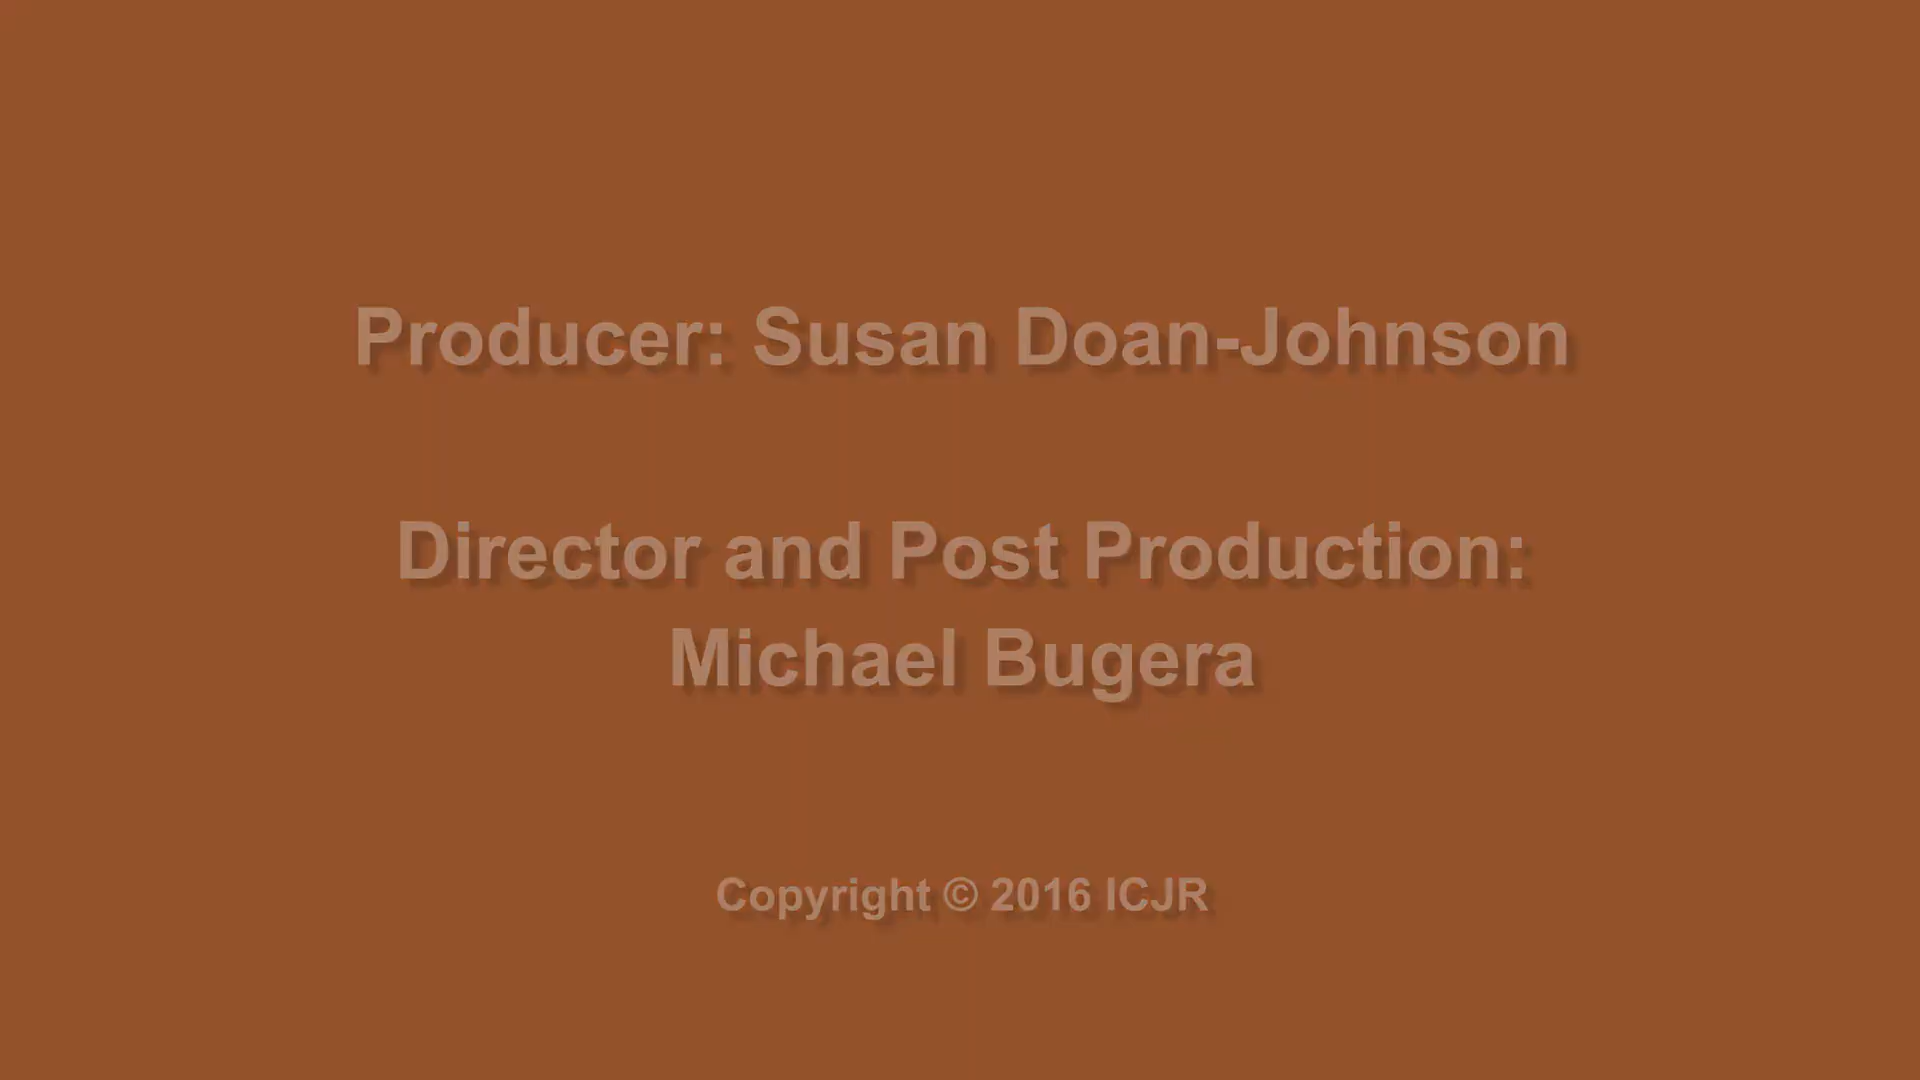 Producer: Susan Doan-Johnson
Director and Post Production:
Michael Bugera
Copyright © 2016 ICJR